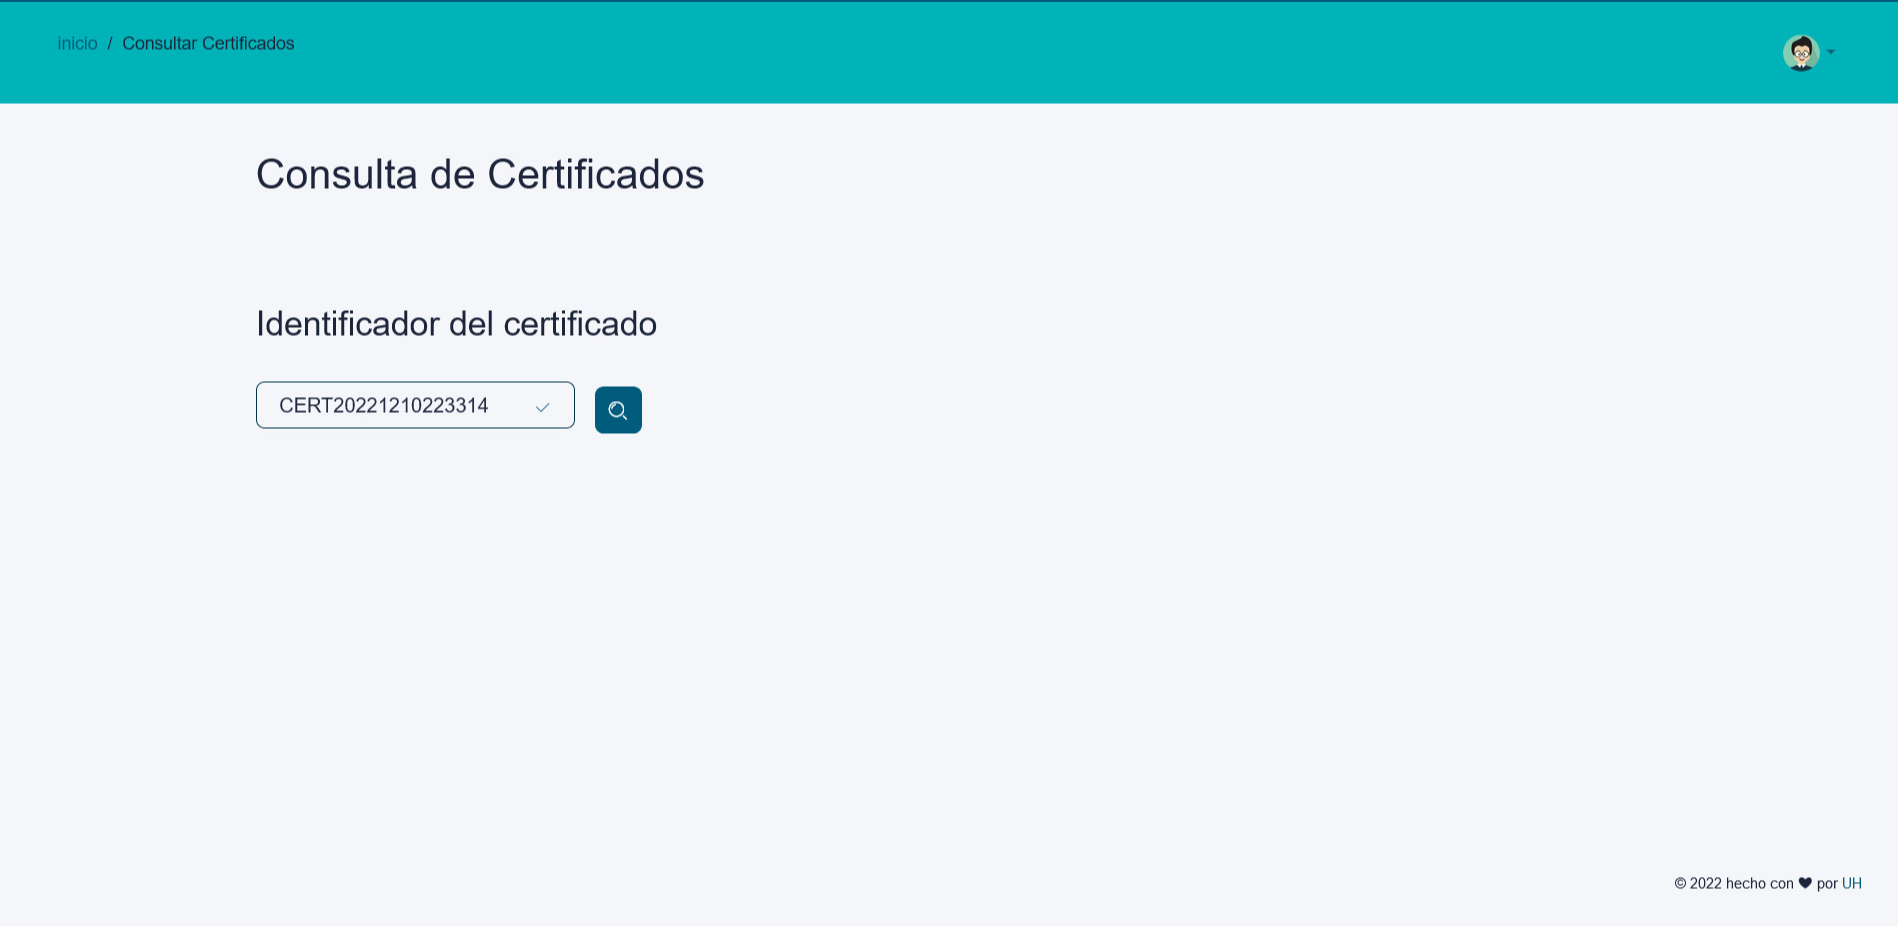 inicio / Consultar Certificados
Consulta de Certificados
Identificador del certificado
CERT20221210223314
© 2022 hecho con ♥ por UH